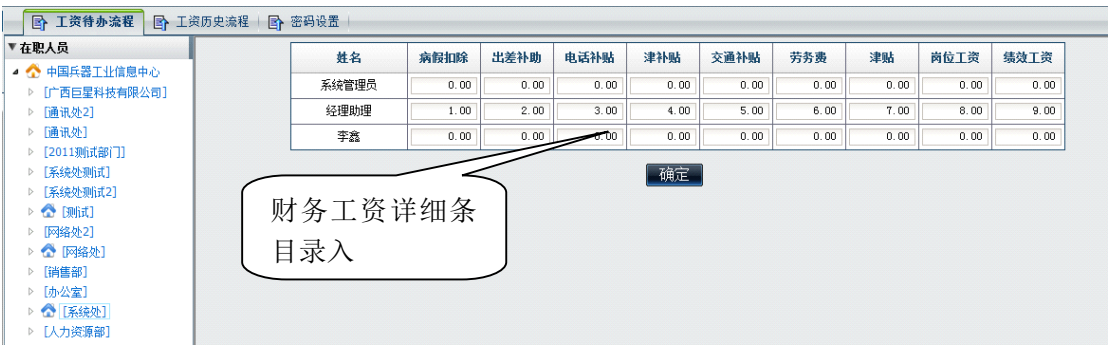 工资待办流程 工资历史流程 密码设置
在职人员
中国兵器工业信息中心
[广西巨星科技有限公司]
[通讯处2]
[通讯处]
[2011测试部门]
[系统处测试]
[系统处测试2]
[测试]
[网络处2]
[网络处]
[销售部]
[办公室]
[系统处]
[人力资源部]
姓名 病假扣除 出差补助 电话补贴 津补贴 交通补贴 劳务费 津贴 岗位工资 绩效工资
系统管理员 0.00 0.00 0.00 0.00 0.00 0.00 0.00 0.00 0.00
经理助理 1.00 2.00 3.00 4.00 5.00 6.00 7.00 8.00 9.00
李鑫 0.00 0.00 0.00 0.00 0.00 0.00 0.00 0.00 0.00
确定
财务工资详细条
目录入